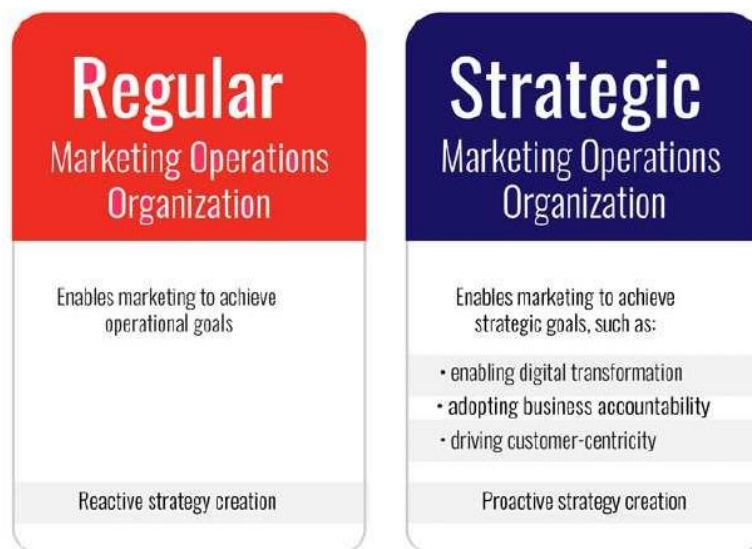 Regular
Marketing Operations
Organization
Enables marketing to achieve
operational goals
Reactive strategy creation
Strategic
Marketing Operations
Organization
Enables marketing to achieve
strategic goals, such as:
• enabling digital transformation
• adopting business accountability
• driving customer-centricity
Proactive strategy creation